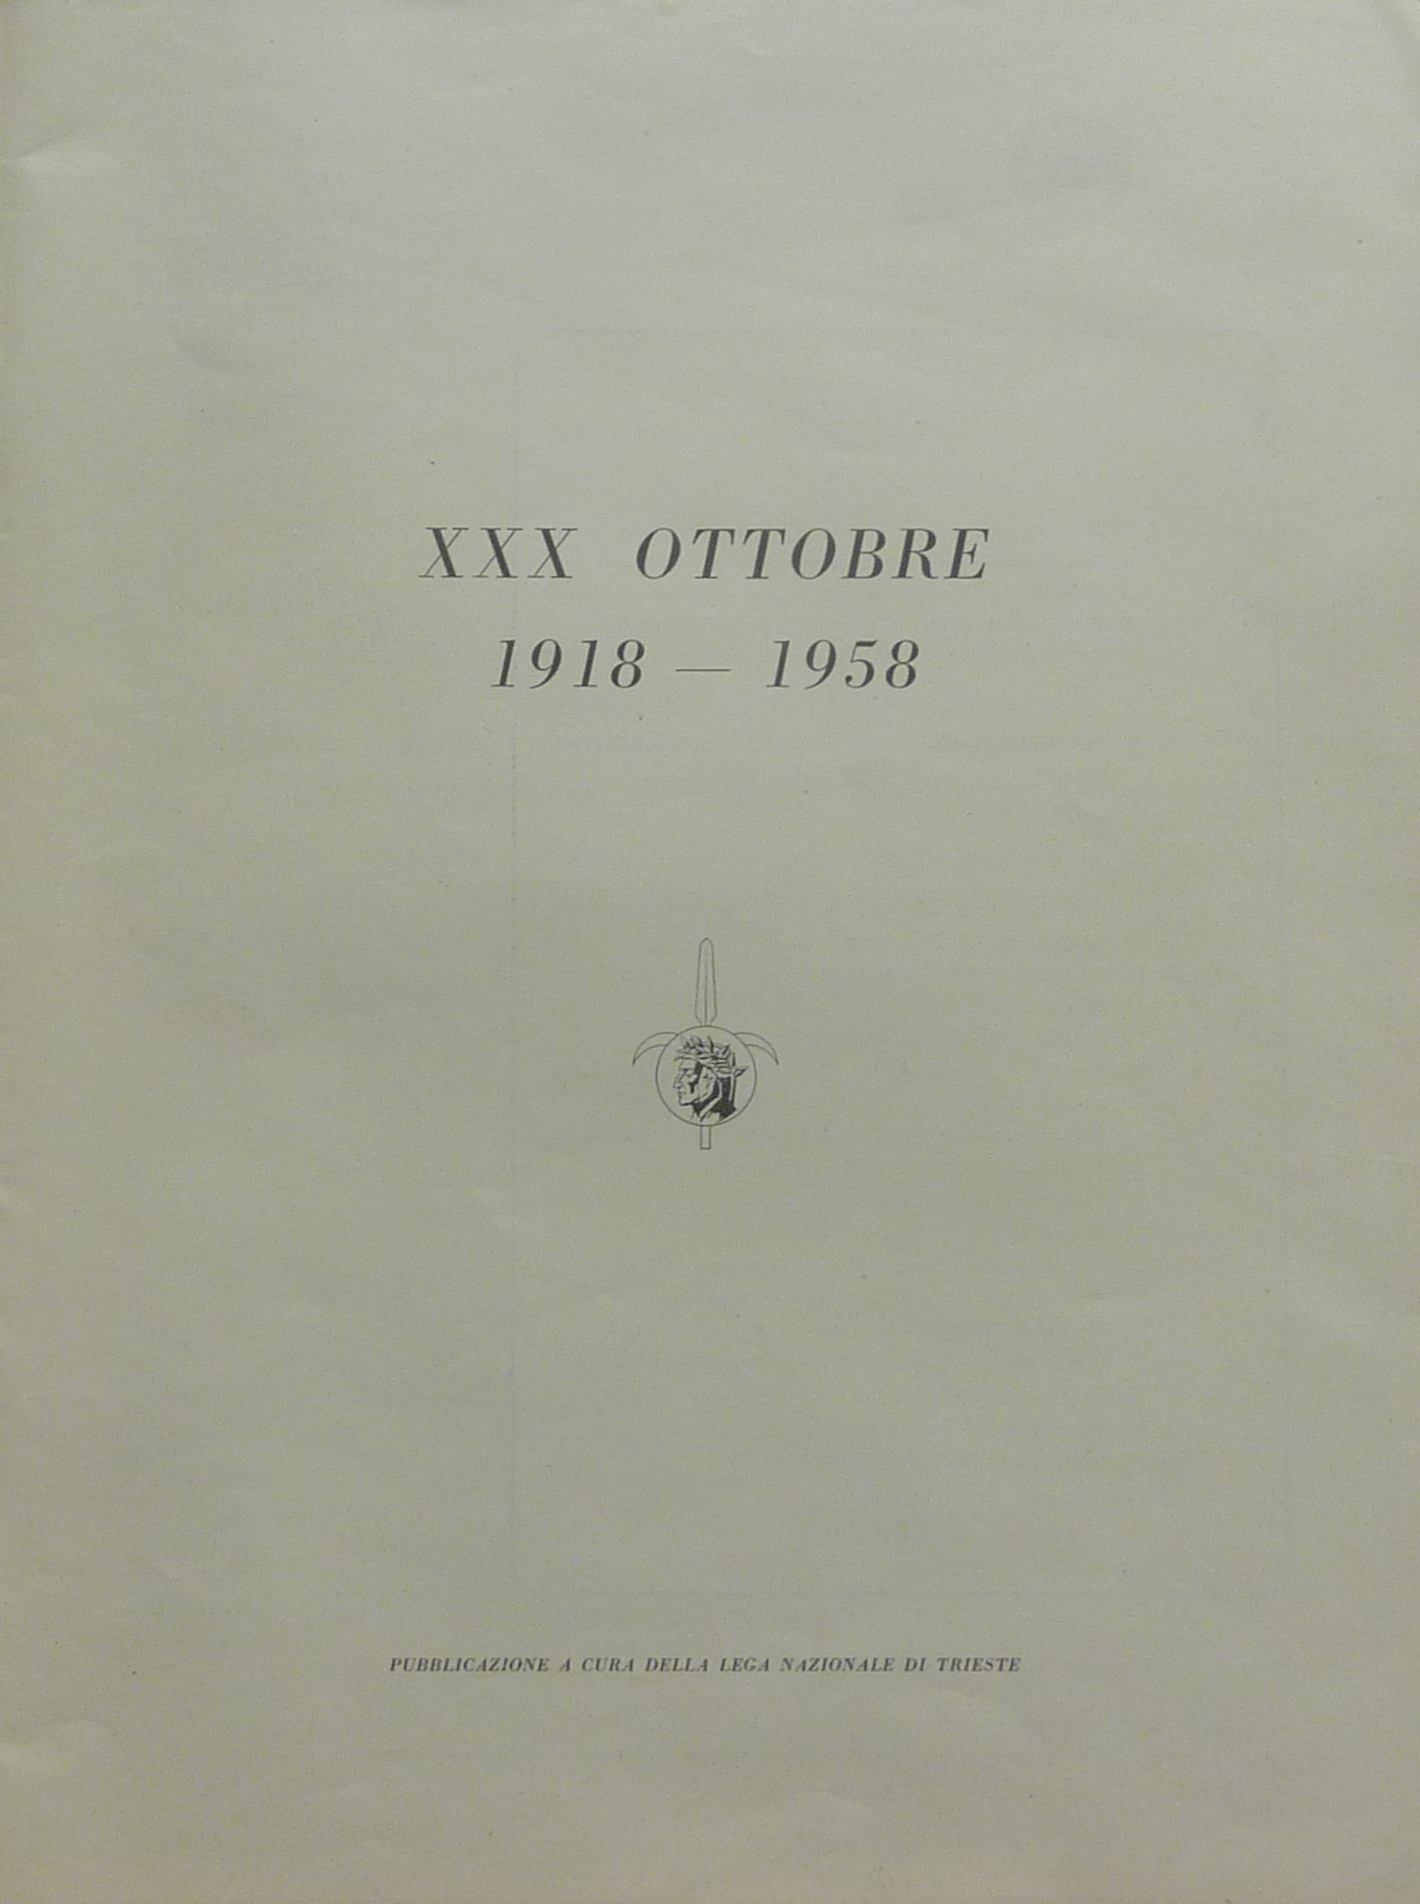 XXX OTTOBRE
1918 — 1958
PUBBLICAZIONE A CURA DELLA LEGA NAZIONALE DI TRIESTE